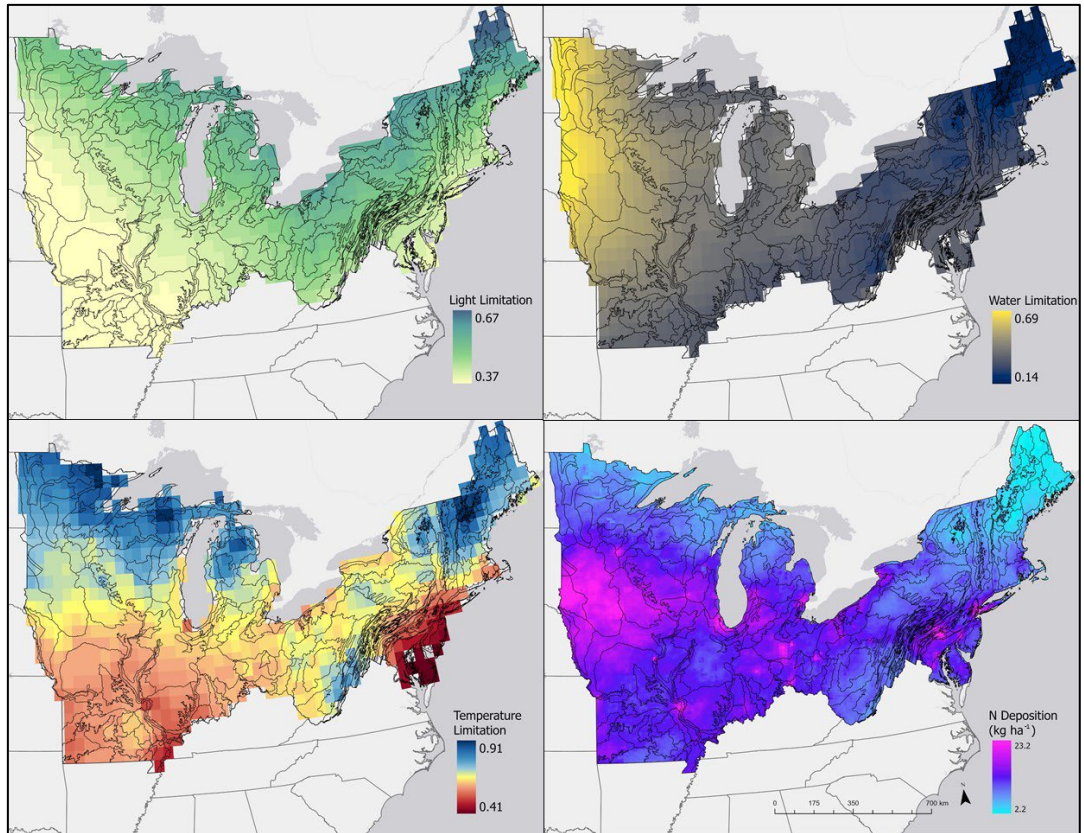 Light Limitation
0.67
0.37
Water Limitation
0.69
0.14
Temperature
Limitation
0.91
0.41
N Deposition
(kg ha⁻¹)
23.2
2.2
N
0 175 350 700 km